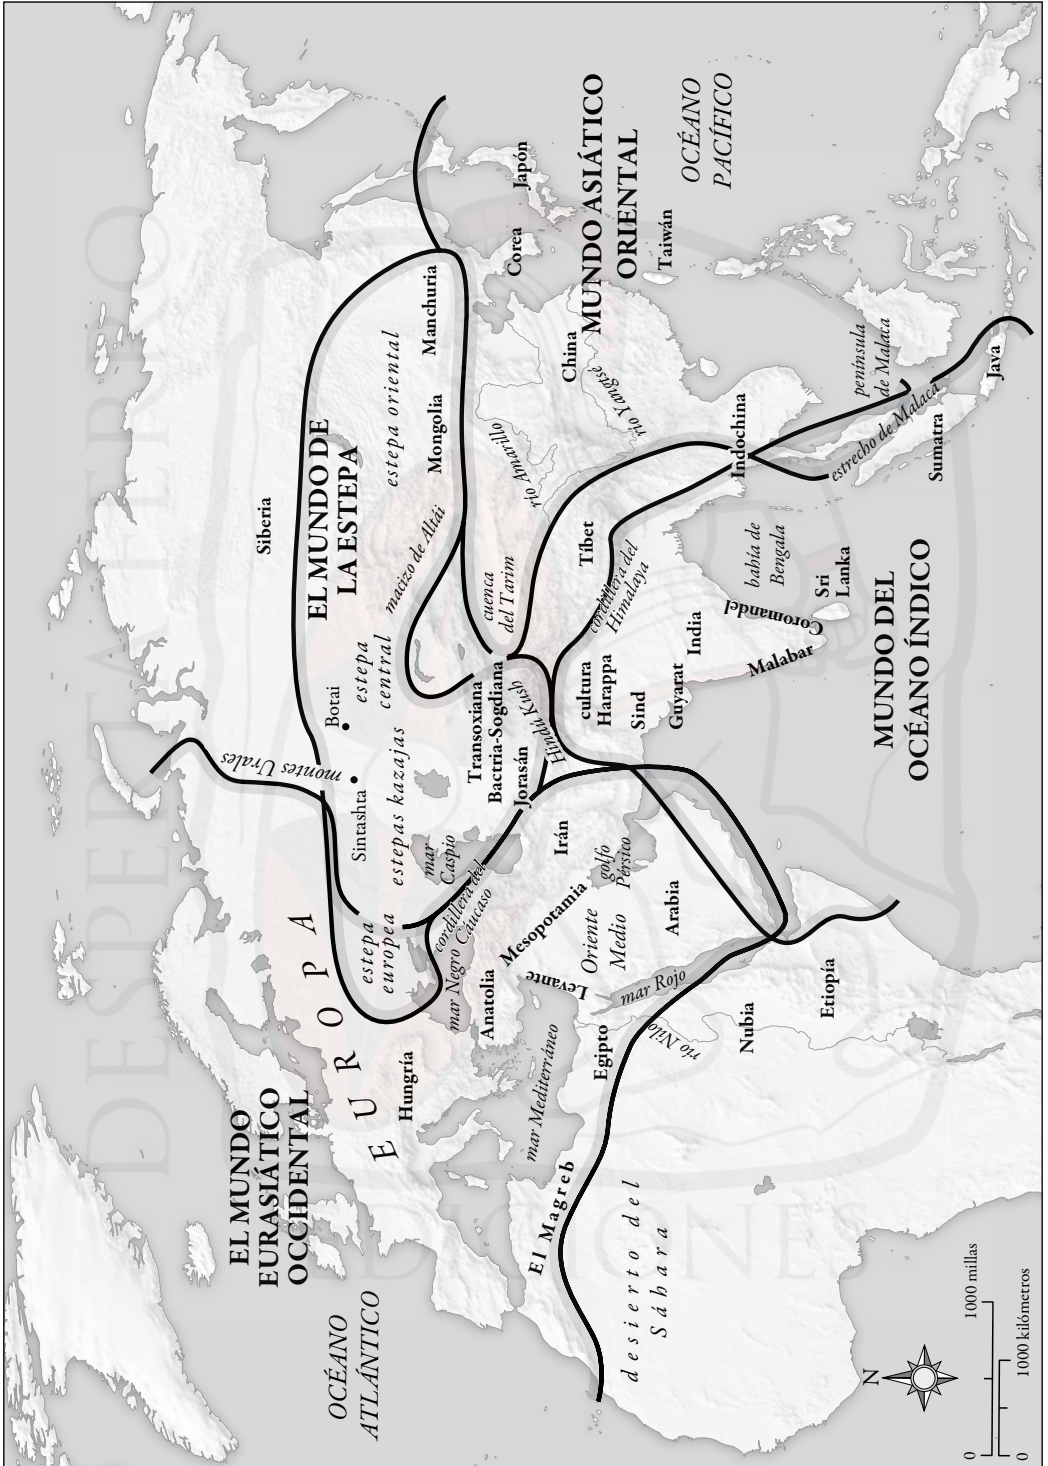 DESPERTA FERRO
EDICIONES
EL MUNDO
EURASIÁTICO
OCCIDENTAL
OCÉANO
ATLÁNTICO
E U R O P A
Hungría
estepa
europea
mar Negro
cordillera del
Cáucaso
mar
Caspio
Anatolia
mar Mediterráneo
Levante
Mesopotamia
Oriente
Medio
golfo
Pérsico
Irán
Arabia
mar Rojo
Egipto
río Nilo
Nubia
Etiopía
El Magreb
desierto del
Sáhara
montes Urales
Sintashta
Botai
estepas kazajas
estepa
central
Siberia
EL MUNDO DE
LA ESTEPA
macizo de Altái
estepa oriental
Mongolia
Manchuria
Transoxiana
Bactria-Sogdiana
Jorasán
Hindú Kush
cuenca
del Tarim
río Amarillo
Tíbet
cordillera del
Himalaya
cultura
Harappa
Sind
Guyarat
India
Malabar
Coromandel
Sri
Lanka
bahía de
Bengala
MUNDO DEL
OCÉANO ÍNDICO
Corea
Japón
MUNDO ASIÁTICO
ORIENTAL
China
río Yangtsé
Taiwán
OCÉANO
PACÍFICO
Indochina
península
de Malaca
estrecho de Malaca
Sumatra
Java
N
0
1000 millas
0
1000 kilómetros